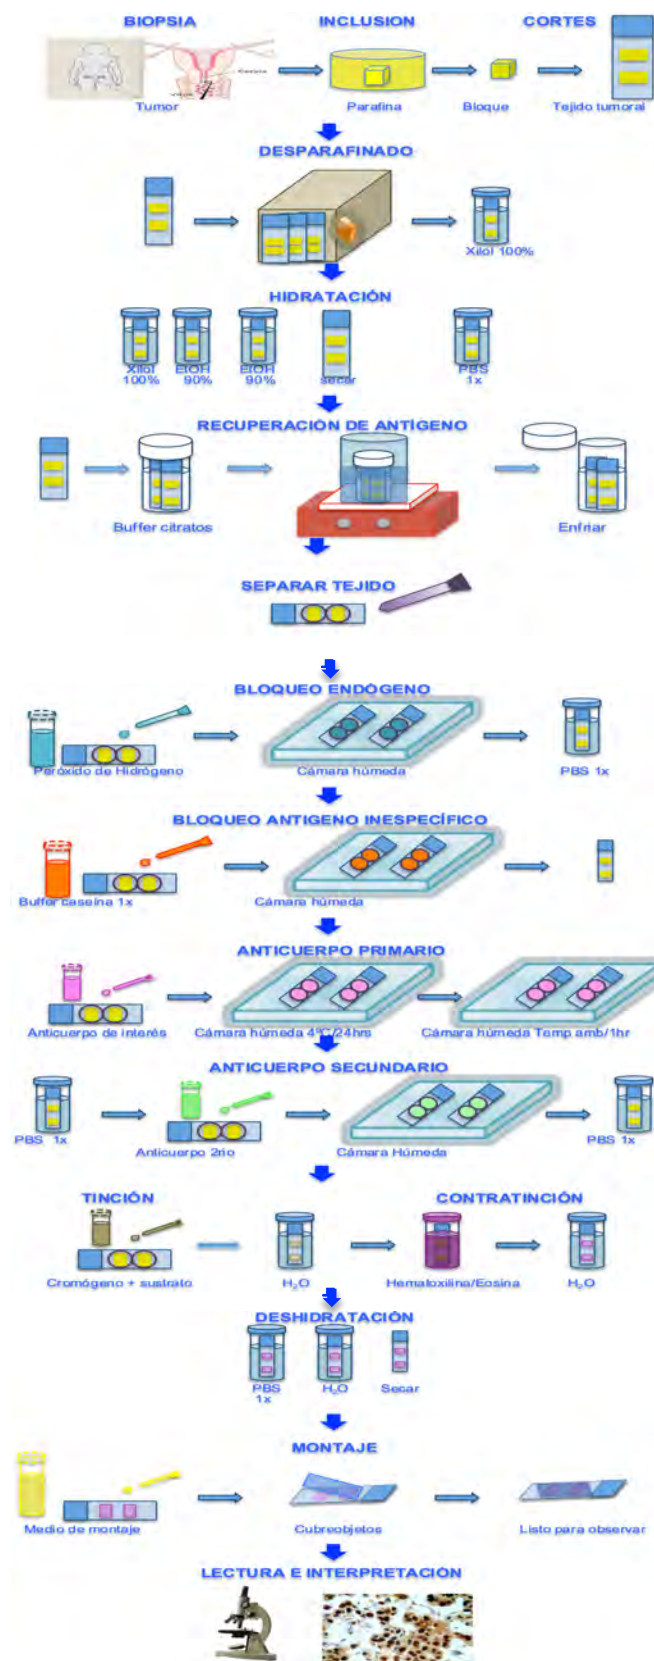 BIOPSIA INCLUSION CORTES
Cervix
Tumor Parafina Bloque Tejido tumoral
DESPARAFINADO
Xilol 100%
HIDRATACIÓN
Xilol EtOH EtOH secar PBS
100% 90% 90% 1x
RECUPERACIÓN DE ANTÍGENO
Buffer citratos Enfriar
SEPARAR TEJIDO
BLOQUEO ENDÓGENO
Peróxido de Hidrógeno Cámara húmeda PBS 1x
BLOQUEO ANTIGENO INESPECÍFICO
Buffer caseína 1x Cámara húmeda
ANTICUERPO PRIMARIO
Anticuerpo de interés Cámara húmeda 4ºC/24hrs Cámara húmeda Temp amb/1hr
ANTICUERPO SECUNDARIO
PBS 1x Anticuerpo 2rio Cámara Húmeda PBS 1x
TINCIÓN CONTRATINCIÓN
Cromógeno + sustrato H₂O Hematoxilina/Eosina H₂O
DESHIDRATACIÓN
PBS H₂O Secar
1x
MONTAJE
Medio de montaje Cubreobjetos Listo para observar
LECTURA E INTERPRETACIÓN